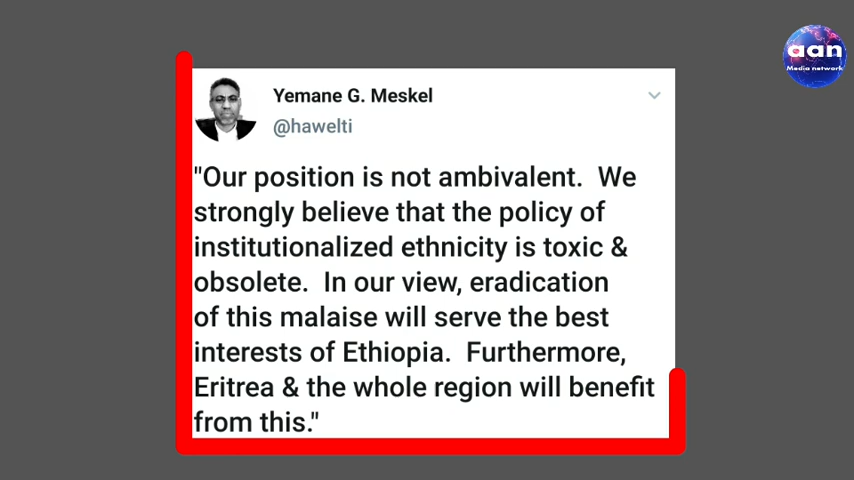 aan
Media network
Yemane G. Meskel
@hawelti
"Our position is not ambivalent. We
strongly believe that the policy of
institutionalized ethnicity is toxic &
obsolete. In our view, eradication
of this malaise will serve the best
interests of Ethiopia. Furthermore,
Eritrea & the whole region will benefit
from this."